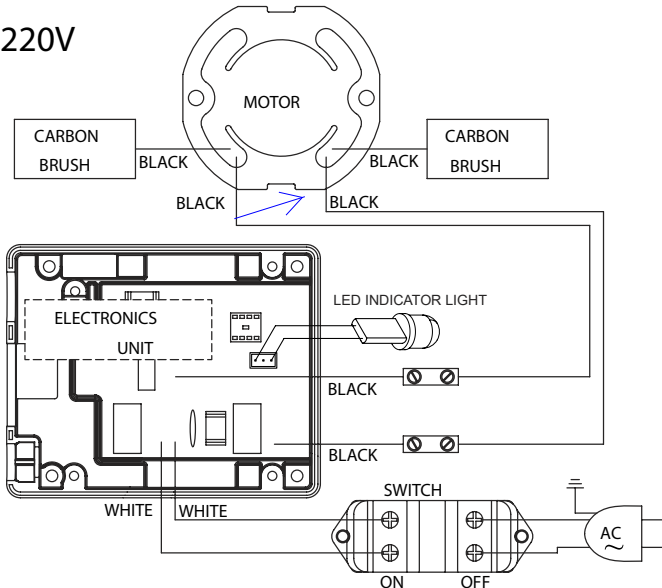 220V
MOTOR
CARBON
BRUSH
BLACK
BLACK
CARBON
BRUSH
BLACK
BLACK
LED INDICATOR LIGHT
ELECTRONICS
UNIT
BLACK
BLACK
WHITE
WHITE
SWITCH
AC
ON
OFF